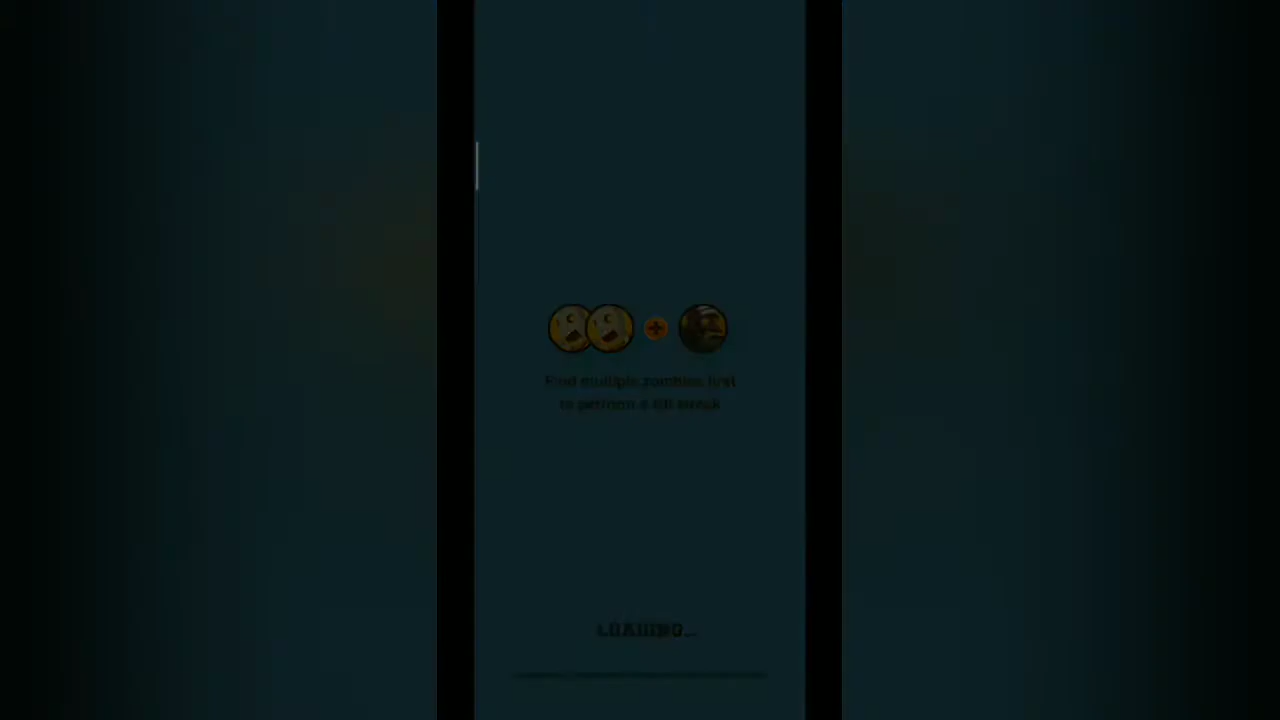 Find multiple zombies first
to perform a kill streak
LOADING...